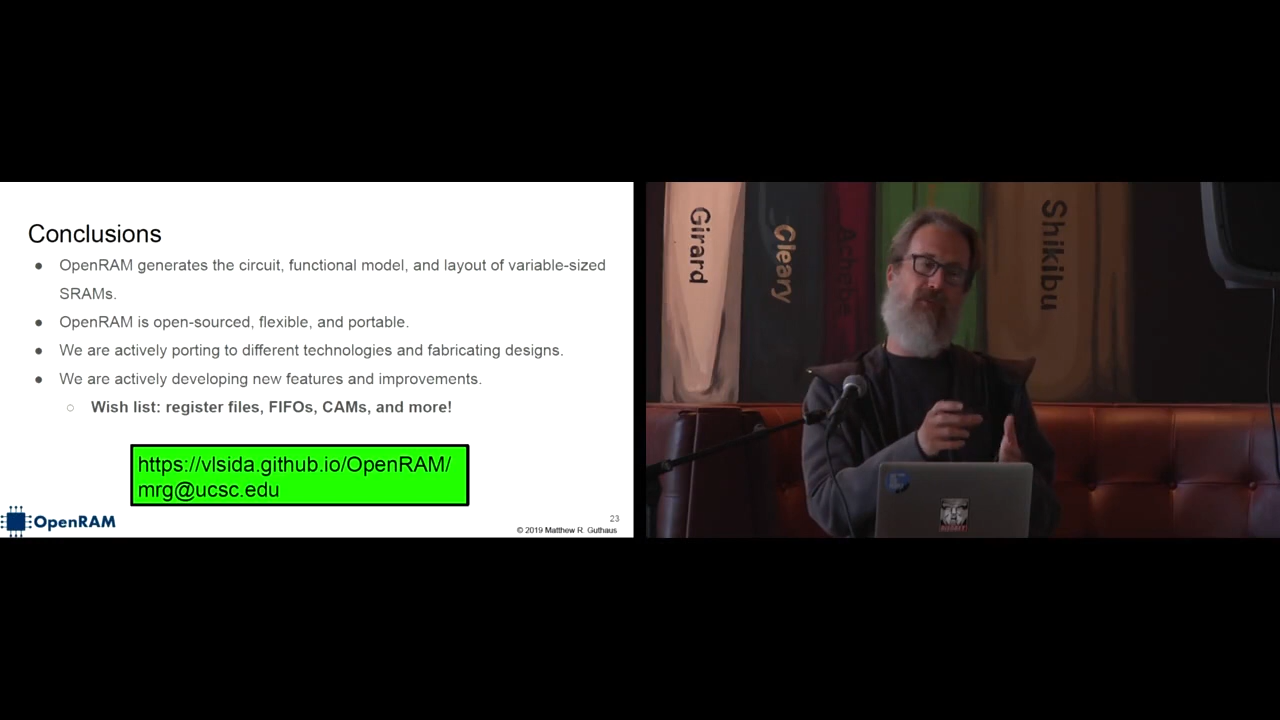 Conclusions
● OpenRAM generates the circuit, functional model, and layout of variable-sized
SRAMs.
● OpenRAM is open-sourced, flexible, and portable.
● We are actively porting to different technologies and fabricating designs.
● We are actively developing new features and improvements.
○ Wish list: register files, FIFOs, CAMs, and more!
https://vlsida.github.io/OpenRAM/
mrg@ucsc.edu
OpenRAM
23
© 2019 Matthew R. Guthaus
Girard
Cleary
Achebe
Shikibu